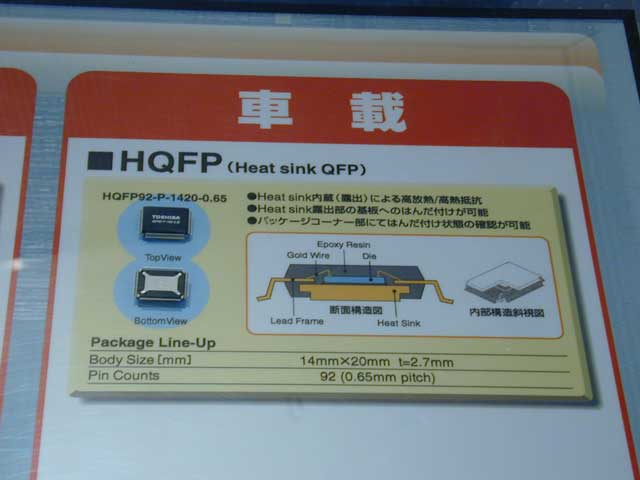 車載
■HQFP (Heat sink QFP)
HQFP92-P-1420-0.65
TOSHIBA
TopView
BottomView
●Heat sink内蔵(露出)による高放熱/高熱抵抗
●Heat sink露出部の基板へのはんだ付けが可能
●パッケージコーナー部にてはんだ付け状態の確認が可能
Epoxy Resin
Gold Wire
Die
Lead Frame
断面構造図
Heat Sink
内部構造斜視図
Package Line-Up
Body Size [mm] 14mm×20mm t=2.7mm
Pin Counts 92 (0.65mm pitch)